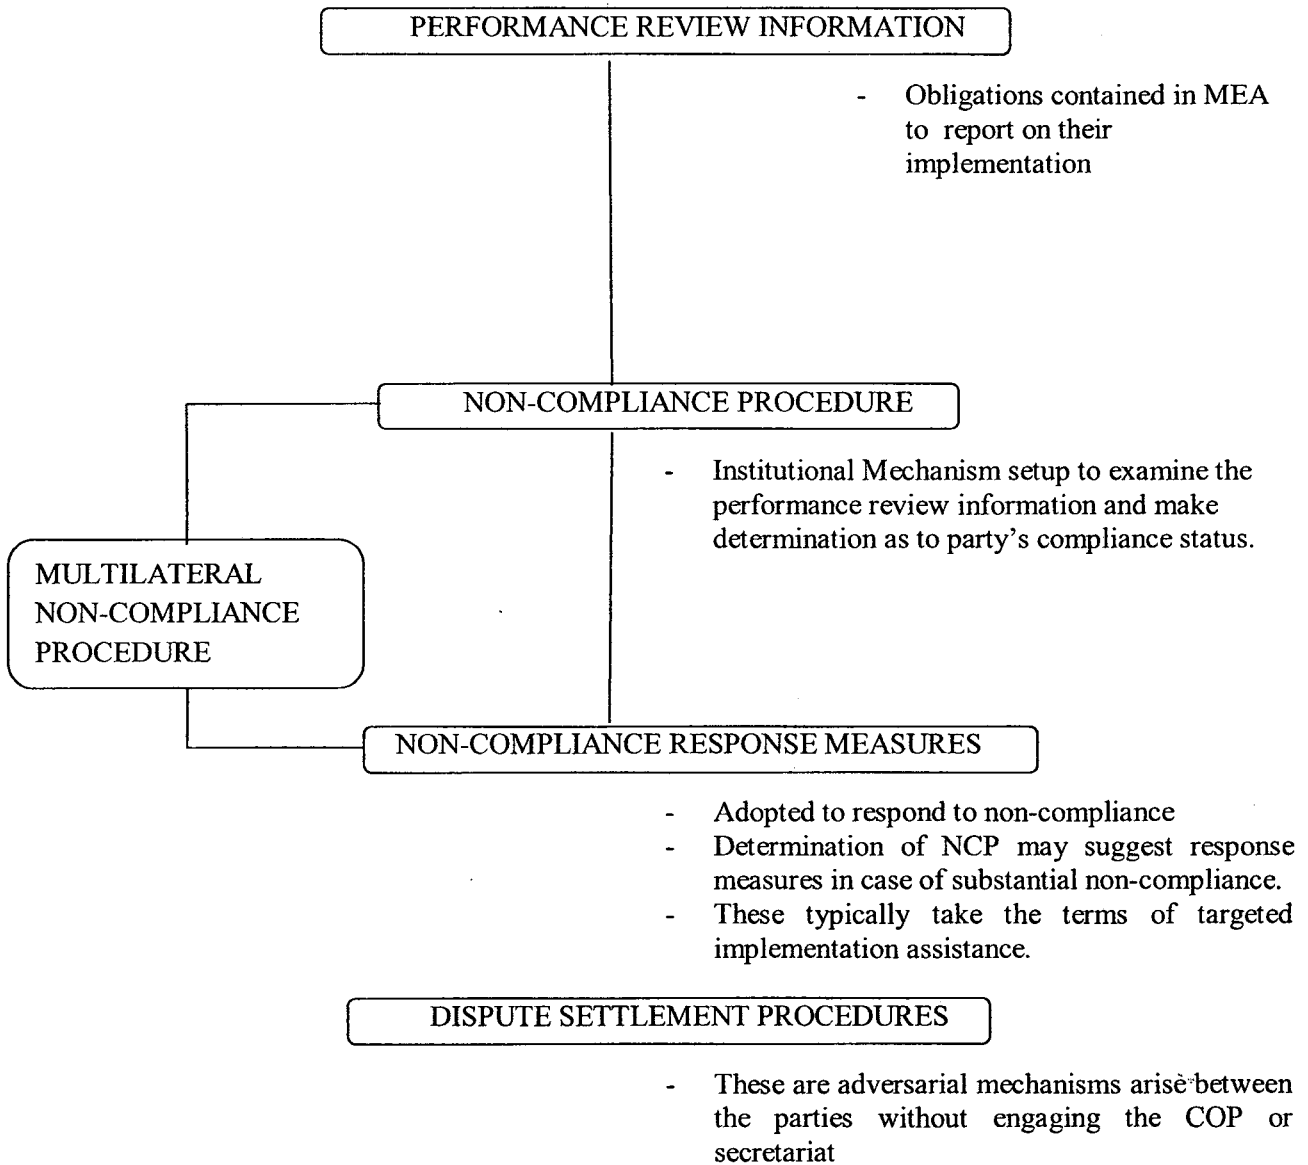 PERFORMANCE REVIEW INFORMATION
- Obligations contained in MEA
to report on their
implementation
NON-COMPLIANCE PROCEDURE
- Institutional Mechanism setup to examine the
performance review information and make
determination as to party's compliance status.
MULTILATERAL
NON-COMPLIANCE
PROCEDURE
NON-COMPLIANCE RESPONSE MEASURES
- Adopted to respond to non-compliance
- Determination of NCP may suggest response
measures in case of substantial non-compliance.
- These typically take the terms of targeted
implementation assistance.
DISPUTE SETTLEMENT PROCEDURES
- These are adversarial mechanisms arise between
the parties without engaging the COP or
secretariat